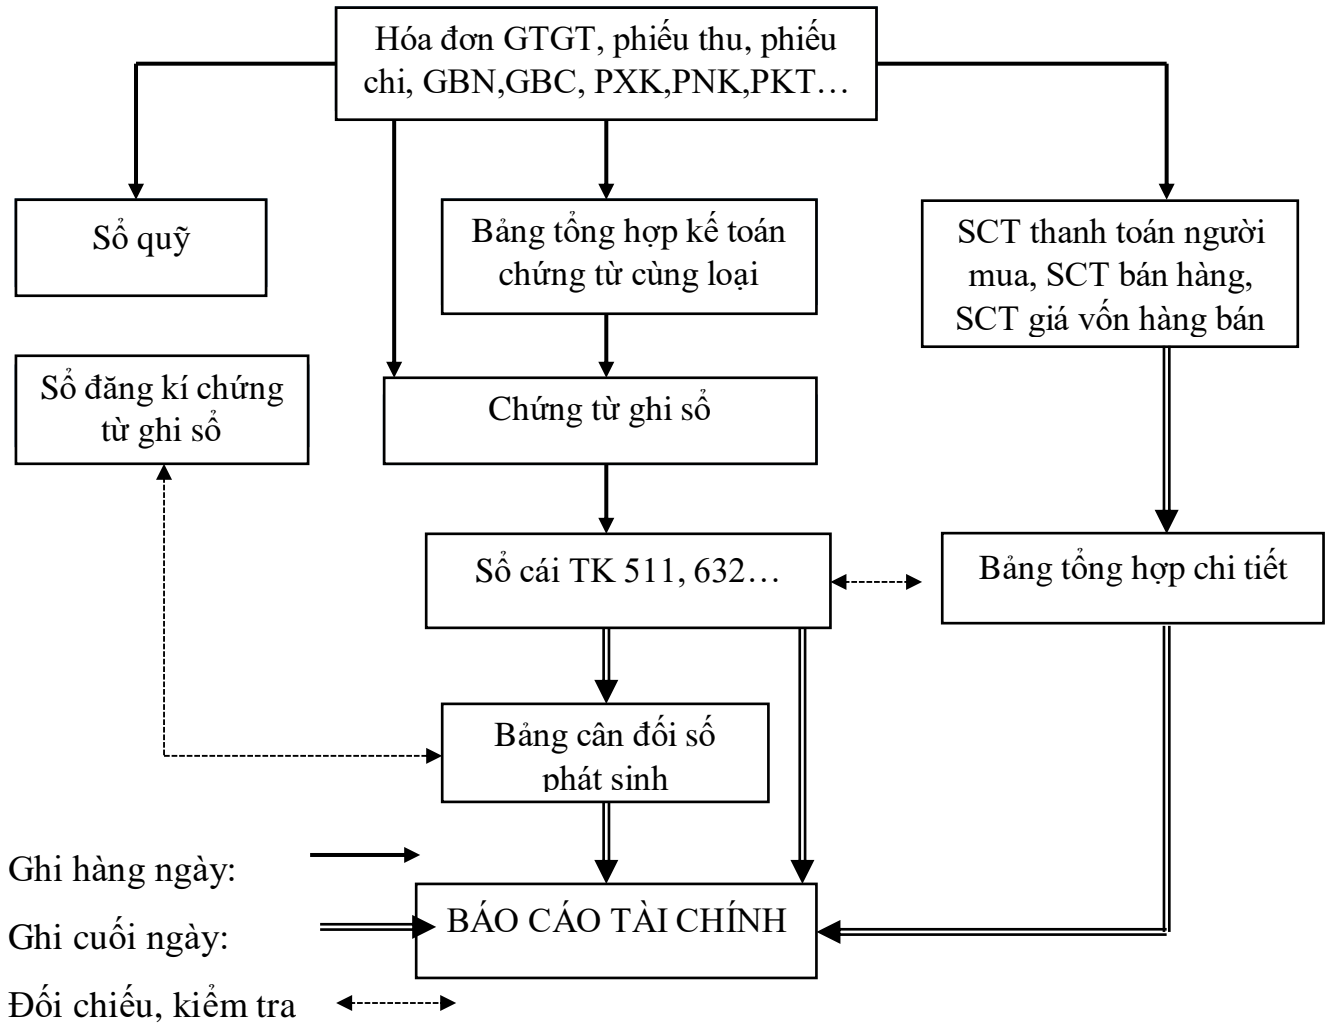 Hóa đơn GTGT, phiếu thu, phiếu
chi, GBN,GBC, PXK,PNK,PKT…
Sổ quỹ
Bảng tổng hợp kế toán
chứng từ cùng loại
SCT thanh toán người
mua, SCT bán hàng,
SCT giá vốn hàng bán
Sổ đăng kí chứng
từ ghi sổ
Chứng từ ghi sổ
Sổ cái TK 511, 632…
Bảng tổng hợp chi tiết
Bảng cân đối số
phát sinh
Ghi hàng ngày:
BÁO CÁO TÀI CHÍNH
Ghi cuối ngày:
Đối chiếu, kiểm tra